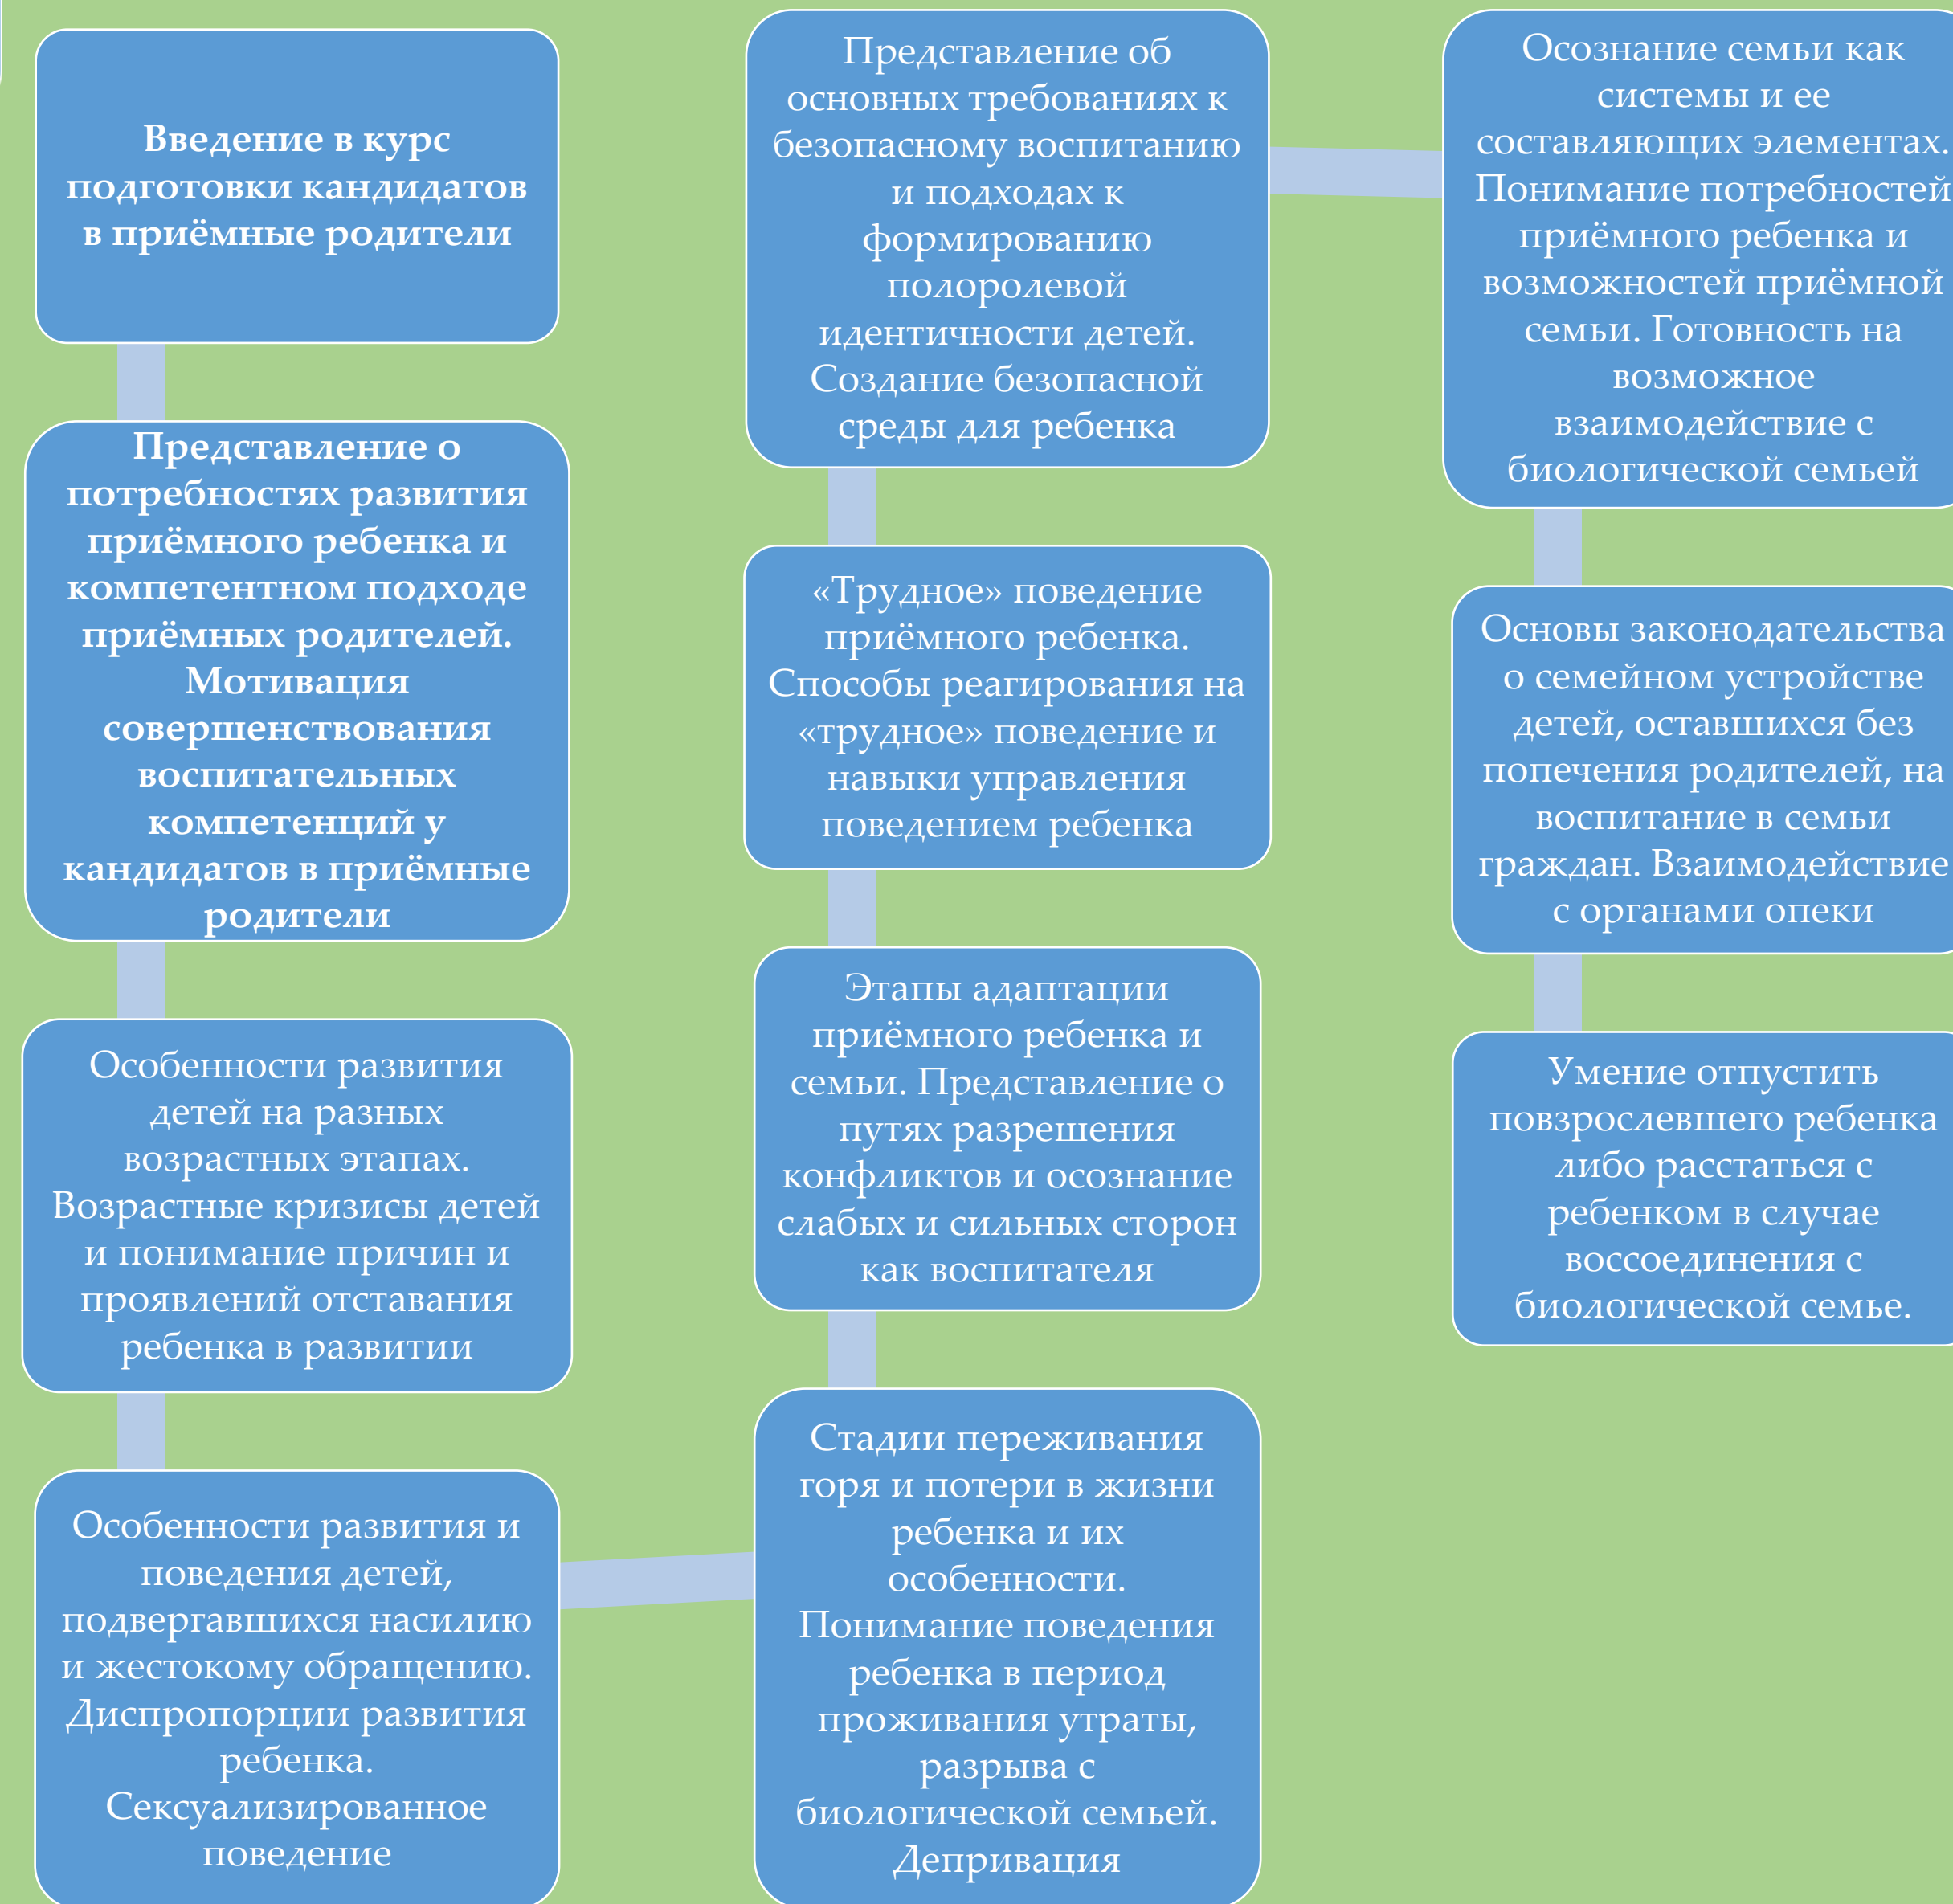 Введение в курс
подготовки кандидатов
в приёмные родители
Представление о
потребностях развития
приёмного ребенка и
компетентном подходе
приёмных родителей.
Мотивация
совершенствования
воспитательных
компетенций у
кандидатов в приёмные
родители
Особенности развития
детей на разных
возрастных этапах.
Возрастные кризисы детей
и понимание причин и
проявлений отставания
ребенка в развитии
Особенности развития и
поведения детей,
подвергавшихся насилию
и жестокому обращению.
Диспропорции развития
ребенка.
Сексуализированное
поведение
Стадии переживания
горя и потери в жизни
ребенка и их
особенности.
Понимание поведения
ребенка в период
проживания утраты,
разрыва с
биологической семьей.
Депривация
Этапы адаптации
приёмного ребенка и
семьи. Представление о
путях разрешения
конфликтов и осознание
слабых и сильных сторон
как воспитателя
«Трудное» поведение
приёмного ребенка.
Способы реагирования на
«трудное» поведение и
навыки управления
поведением ребенка
Представление об
основных требованиях к
безопасному воспитанию
и подходах к
формированию
полоролевой
идентичности детей.
Создание безопасной
среды для ребенка
Осознание семьи как
системы и ее
составляющих элементах.
Понимание потребностей
приёмного ребенка и
возможностей приёмной
семьи. Готовность на
возможное
взаимодействие с
биологической семьей
Основы законодательства
о семейном устройстве
детей, оставшихся без
попечения родителей, на
воспитание в семьи
граждан. Взаимодействие
с органами опеки
Умение отпустить
повзрослевшего ребенка
либо расстаться с
ребенком в случае
воссоединения с
биологической семье.